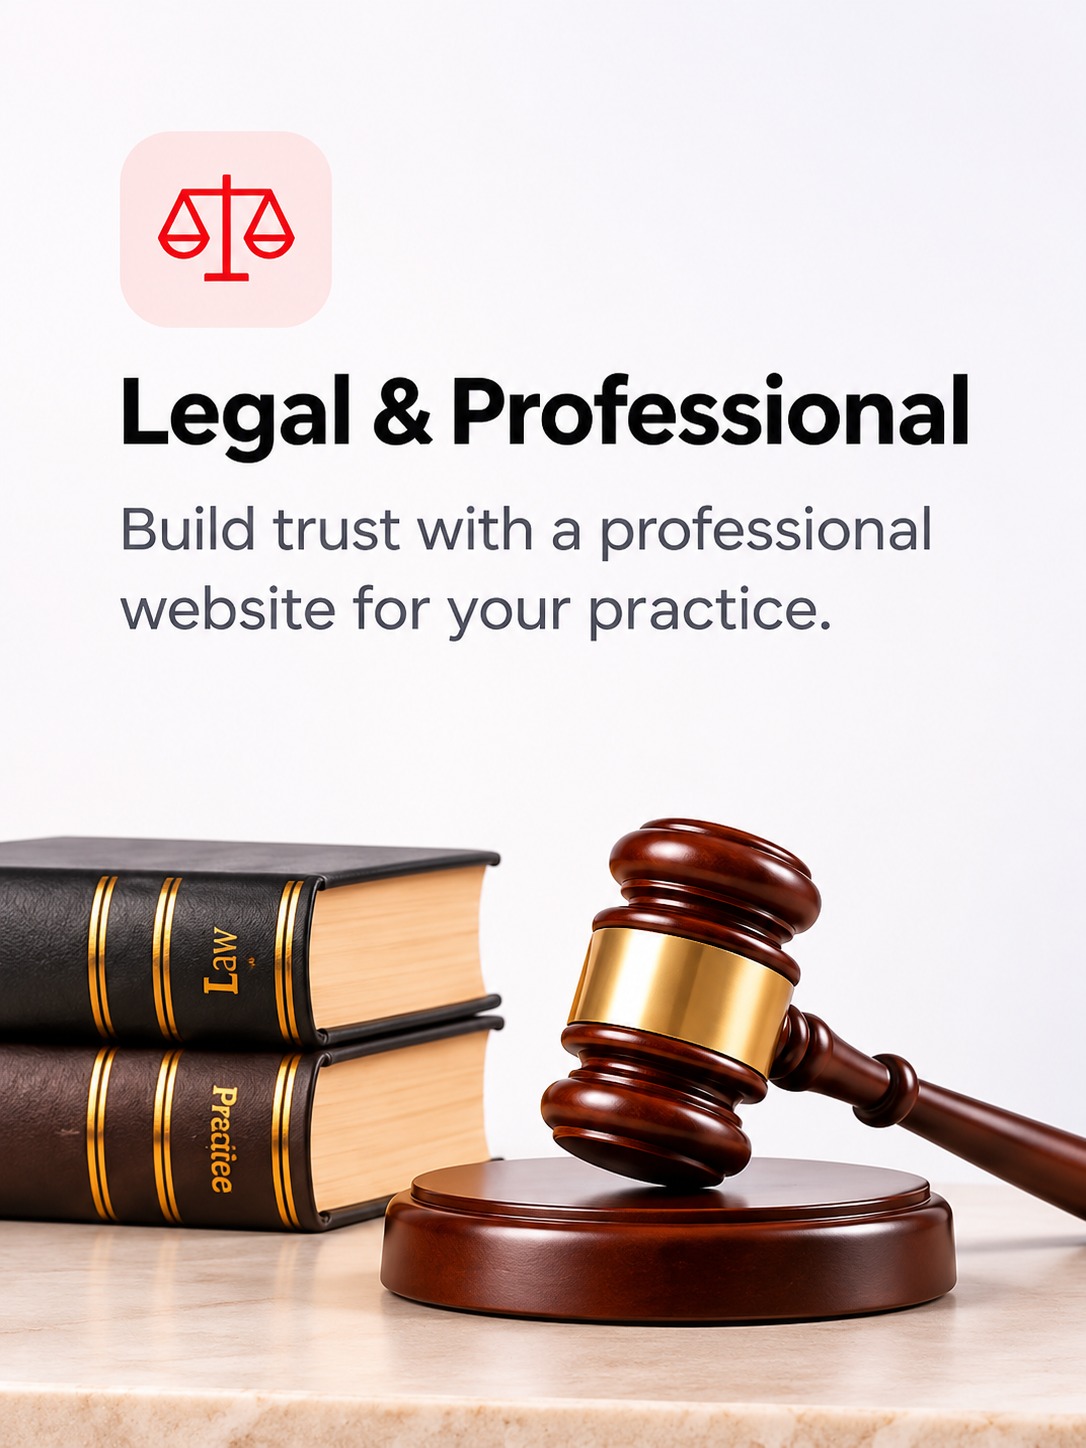 Legal & Professional
Build trust with a professional
website for your practice.
Law
Practice